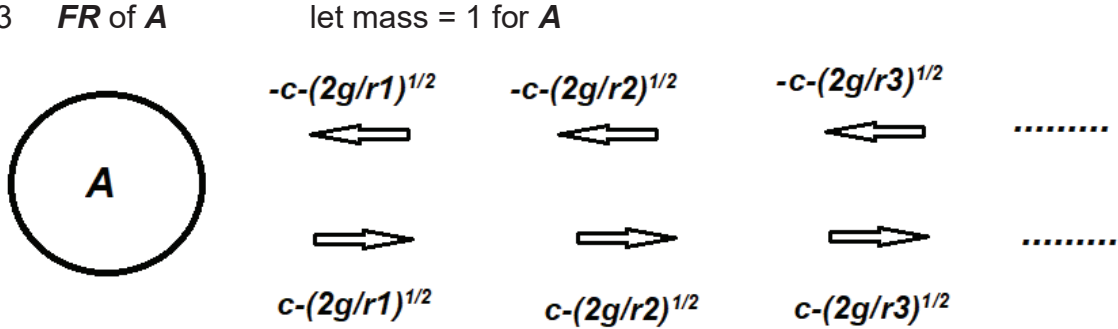 3 FR of A let mass = 1 for A
-c-(2g/r1)^1/2 -c-(2g/r2)^1/2 -c-(2g/r3)^1/2
.........
A
.........
c-(2g/r1)^1/2 c-(2g/r2)^1/2 c-(2g/r3)^1/2